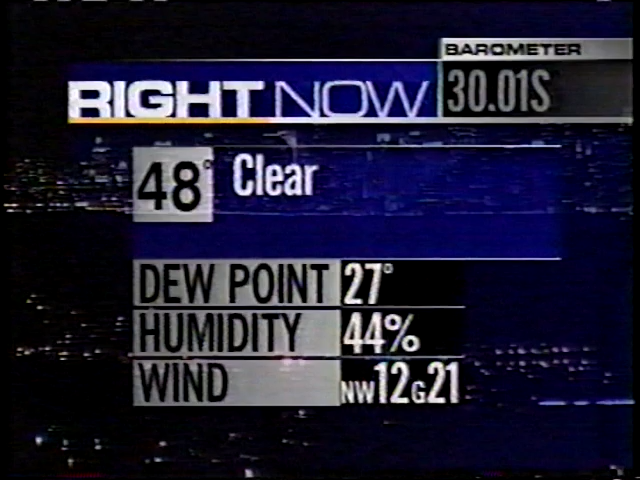 BAROMETER
RIGHT NOW 30.01S
48° Clear
DEW POINT 27°
HUMIDITY 44%
WIND NW12G21